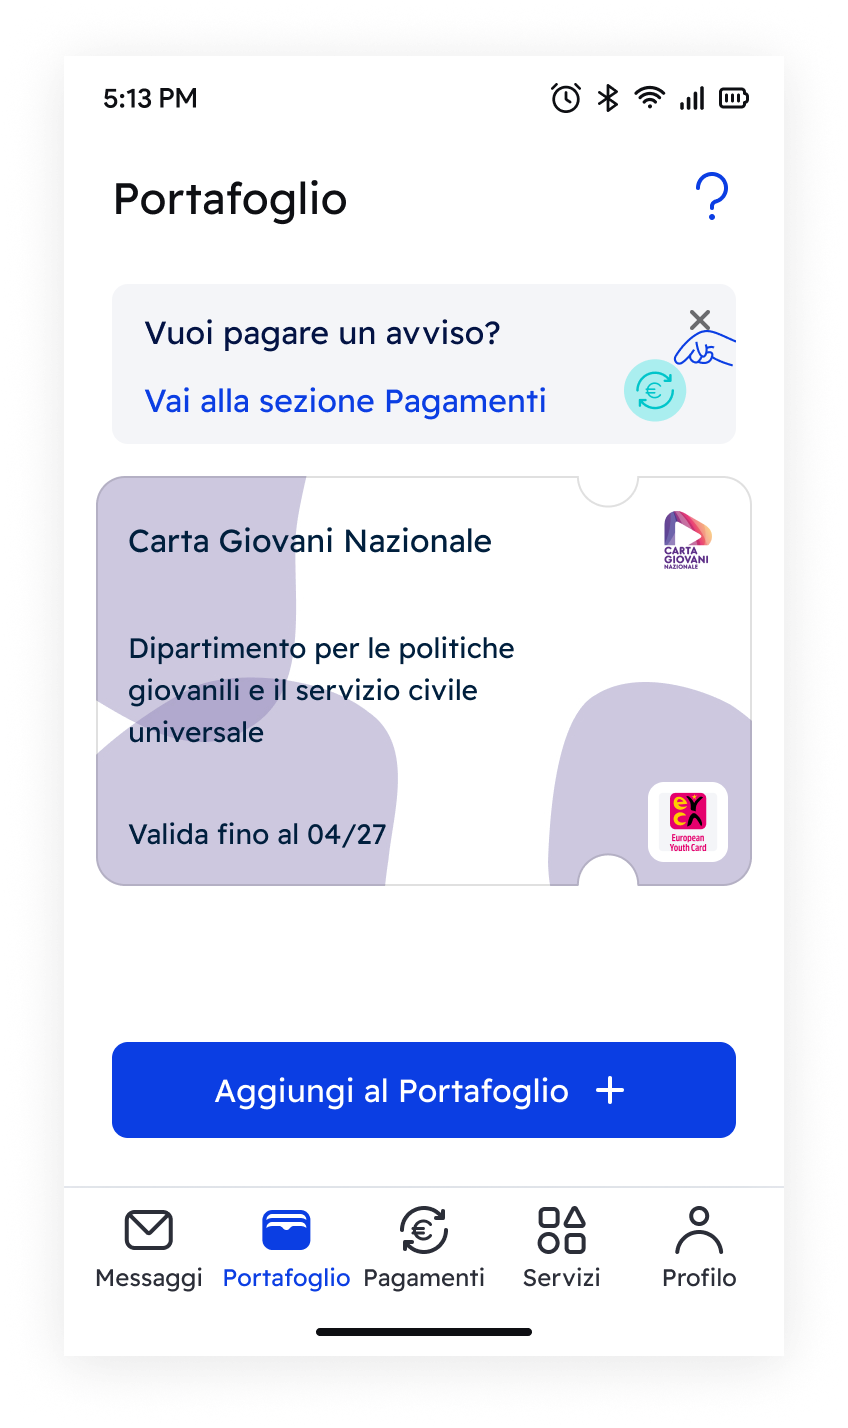 5:13 PM
Portafoglio
Vuoi pagare un avviso?
Vai alla sezione Pagamenti
€
Carta Giovani Nazionale
CARTA
GIOVANI
NAZIONALE
Dipartimento per le politiche
giovanili e il servizio civile
universale
Valida fino al 04/27
eyca
European
Youth Card
Aggiungi al Portafoglio
€
Messaggi
Portafoglio
Pagamenti
Servizi
Profilo